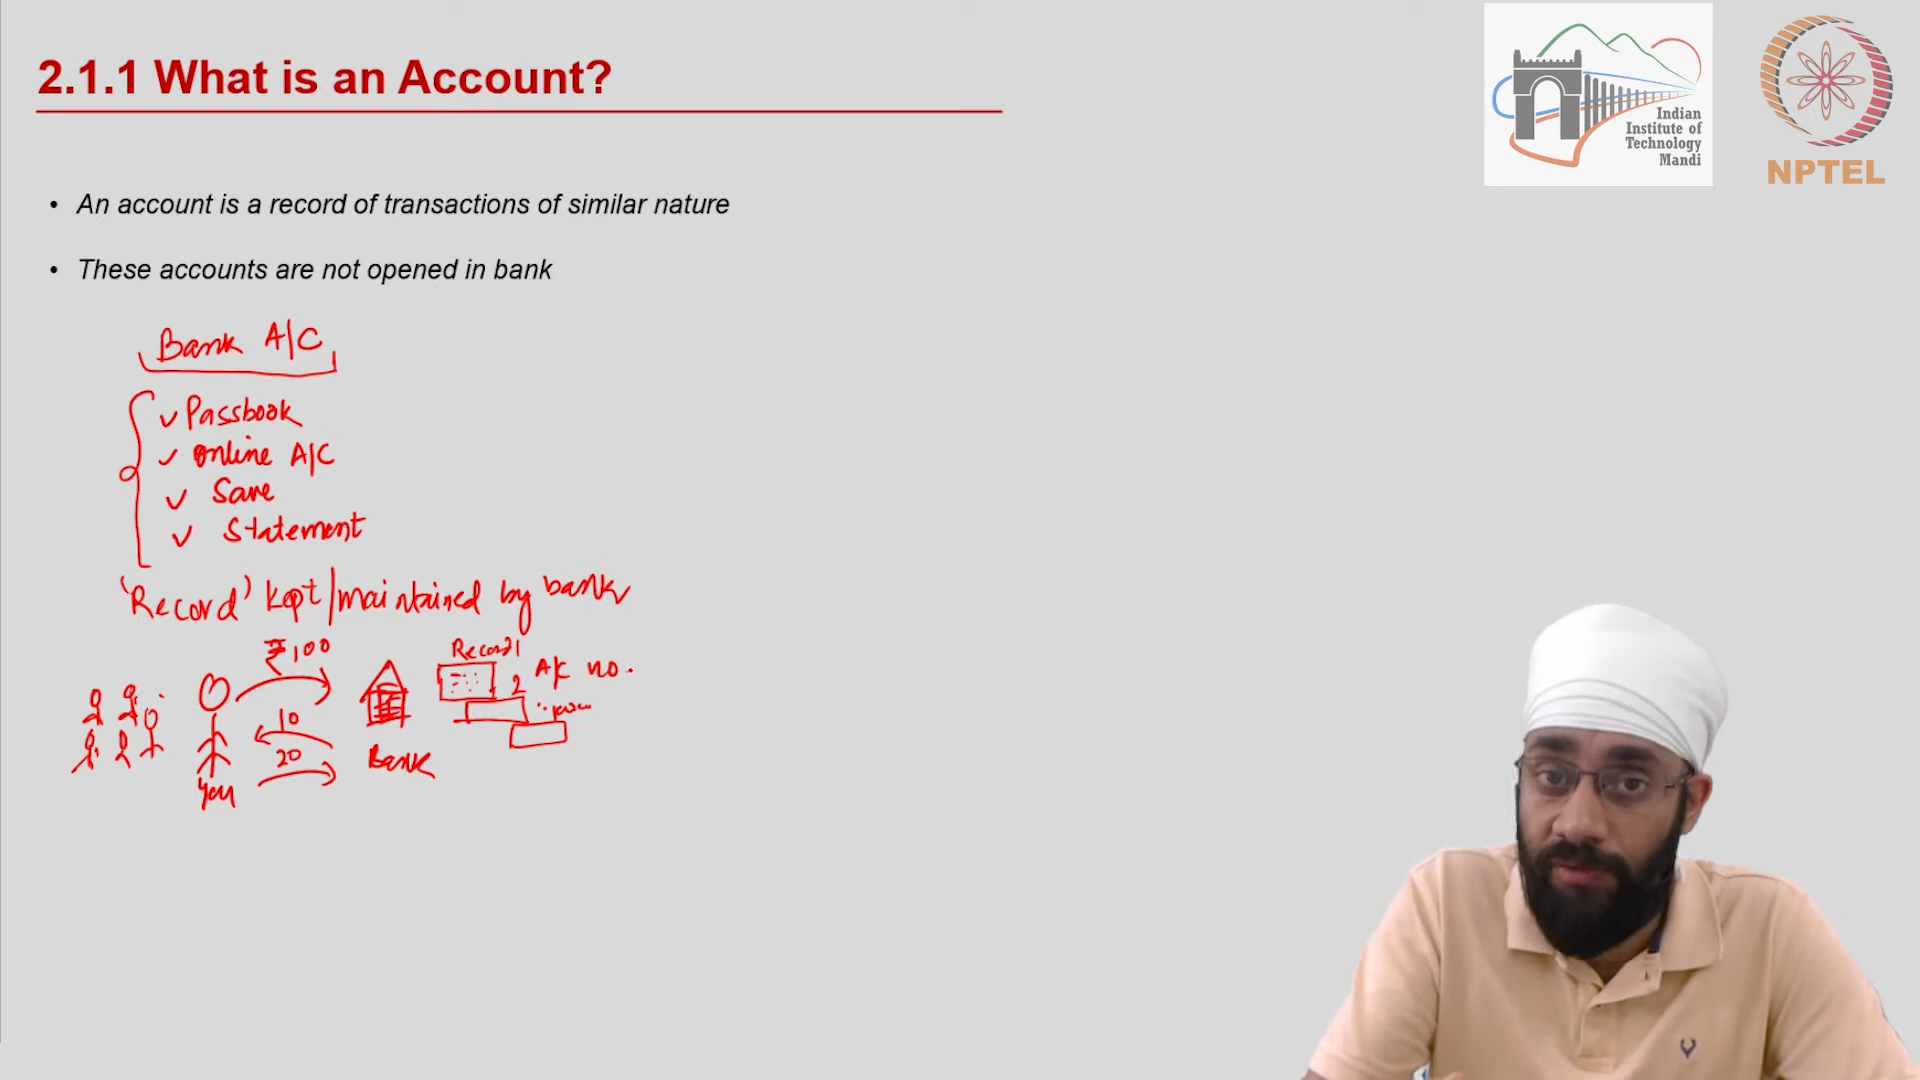 2.1.1 What is an Account?
Indian
Institute of
Technology
Mandi
NPTEL
• An account is a record of transactions of similar nature
• These accounts are not opened in bank
Bank A/C
Passbook
Online A/C
Save
Statement
'Record' kept/maintained by bank
₹100
Record 1
2
A/c no.
10
20
Bank
You